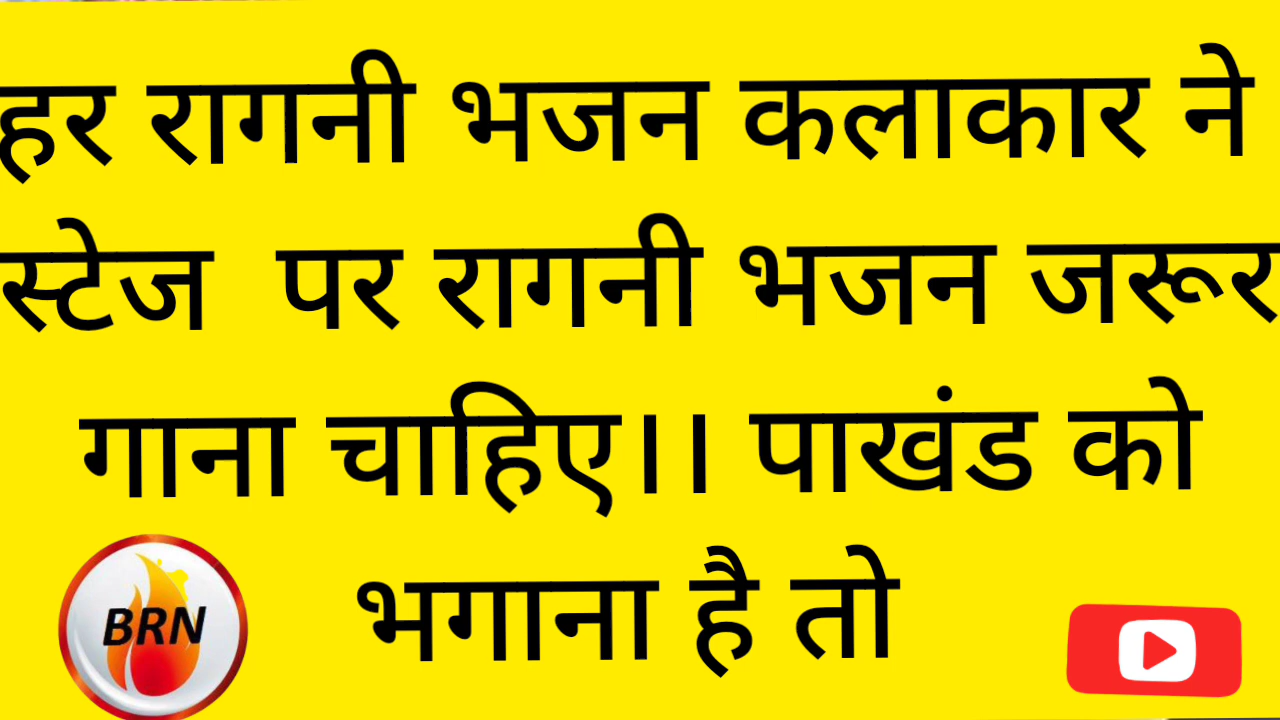 हर रागनी भजन कलाकार ने
स्टेज पर रागनी भजन जरूर
गाना चाहिए।। पाखंड को
भगाना है तो
BRN